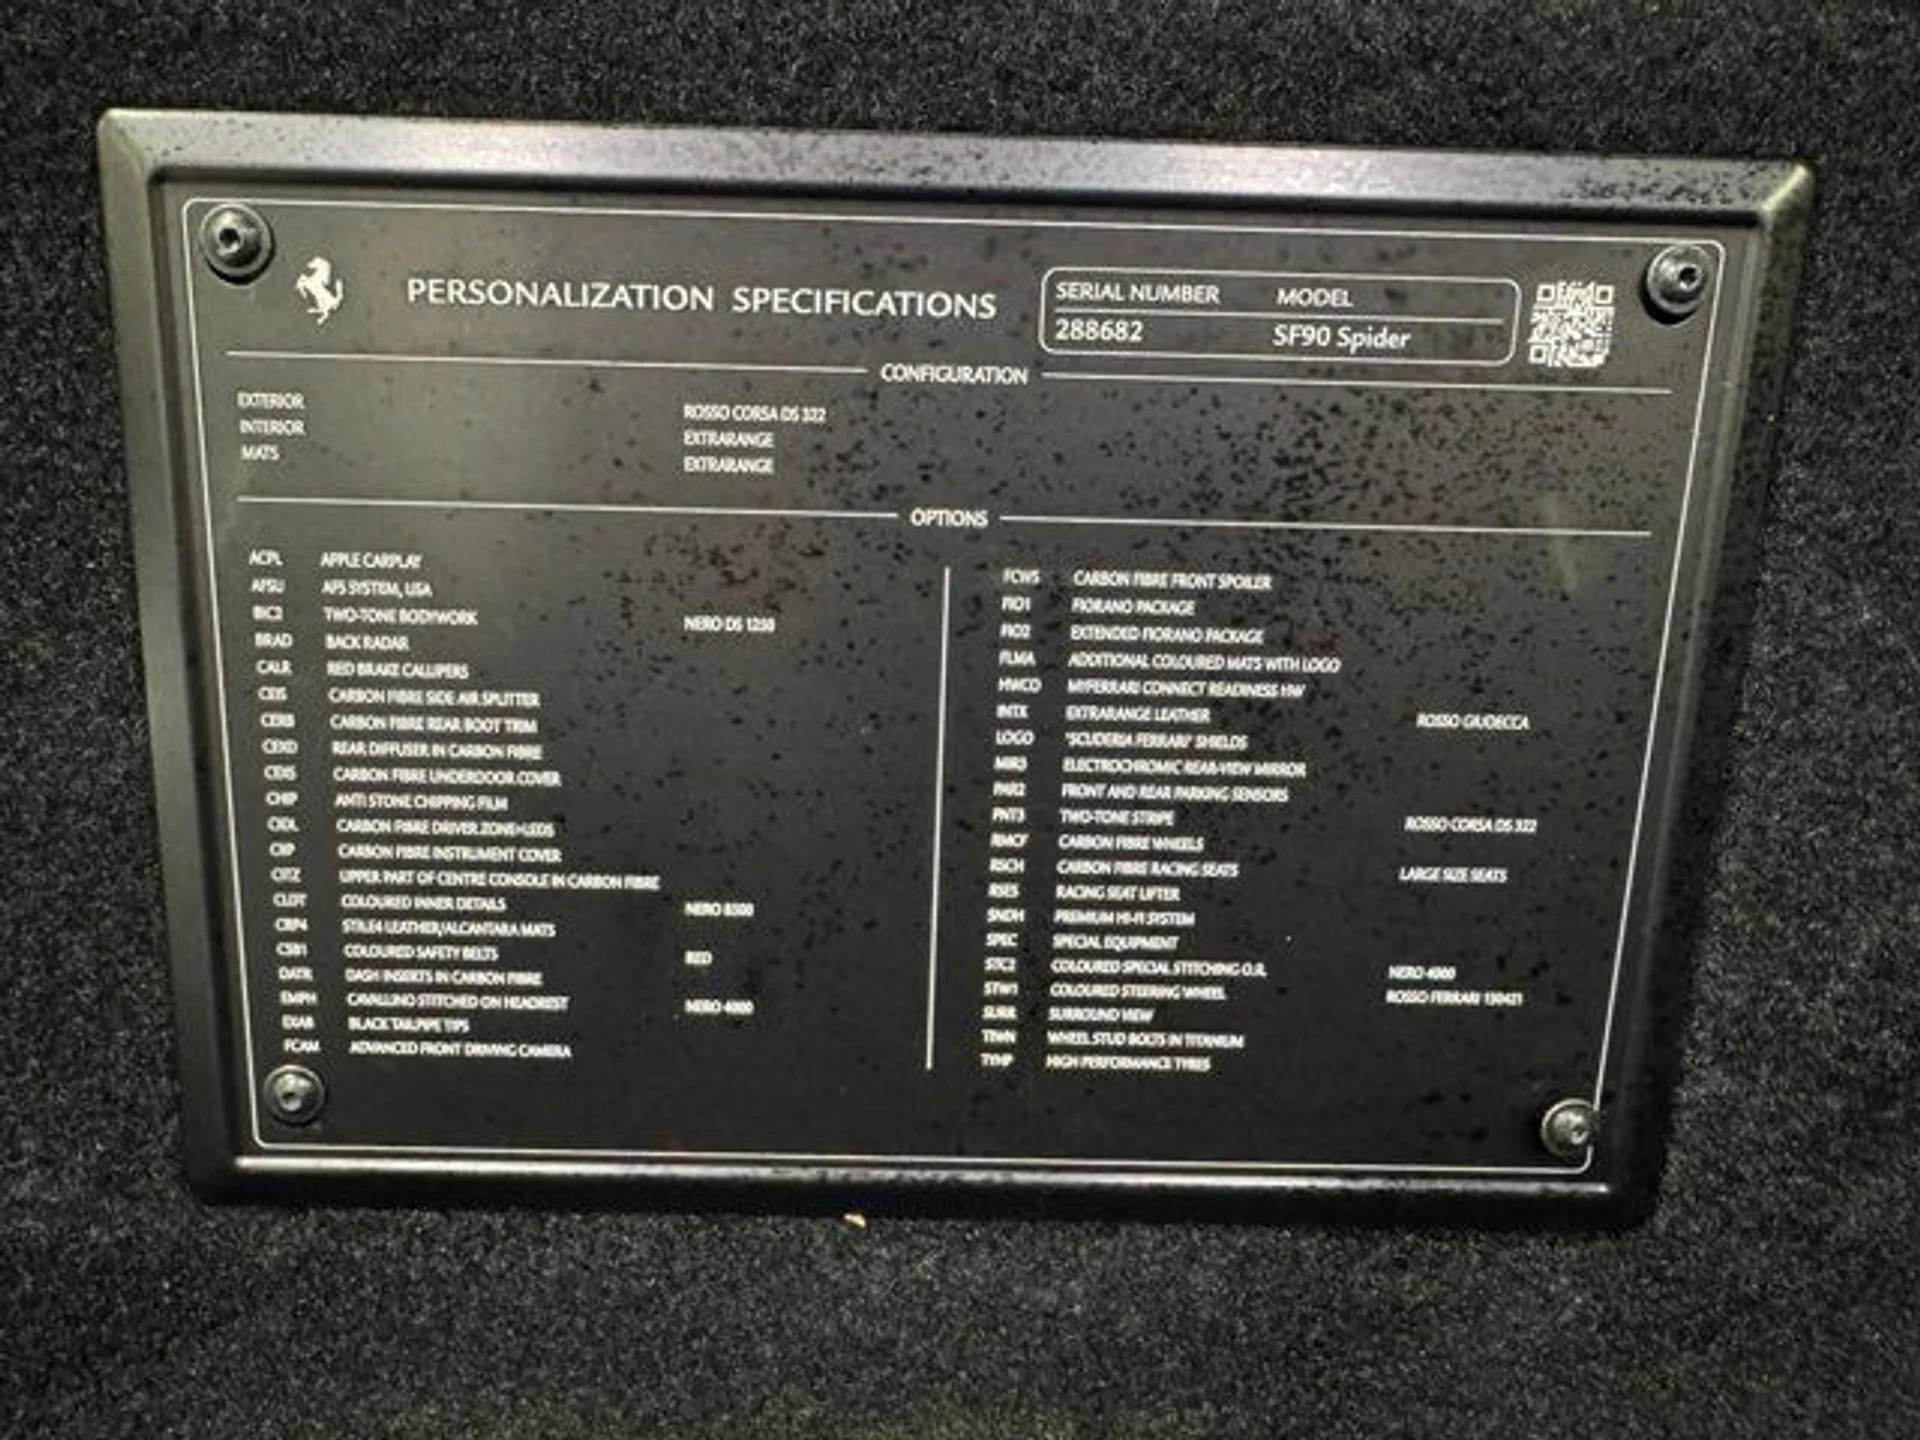 PERSONALIZATION SPECIFICATIONS
SERIAL NUMBER MODEL
288682 SF90 Spider
CONFIGURATION
EXTERIOR ROSSO CORSA DS 322
INTERIOR EXTRARANGE
MATS EXTRARANGE
OPTIONS
ACPL APPLE CARPLAY
AFSU AFS SYSTEM, USA
BIC2 TWO-TONE BODYWORK NERO DS 1250
BRAD BACK RADAR
CALR RED BRAKE CALLIPERS
CARBON FIBRE SIDE AIR SPLITTER
CERB CARBON FIBRE REAR BOOT TRIM
CEXD REAR DIFFUSER IN CARBON FIBRE
CARBON FIBRE UNDERDOOR COVER
CHIP ANTI STONE CHIPPING FILM
CARBON FIBRE DRIVER ZONE+LEDS
CIIP CARBON FIBRE INSTRUMENT COVER
CITZ UPPER PART OF CENTRE CONSOLE IN CARBON FIBRE
CLDT COLOURED INNER DETAILS NERO 8500
CRP4 STILE4 LEATHER/ALCANTARA MATS
CSB1 COLOURED SAFETY BELTS RED
DATR DASH INSERTS IN CARBON FIBRE
EMPH CAVALLINO STITCHED ON HEADREST NERO 4000
EXAB BLACK TAILPIPE TIPS
FCAM ADVANCED FRONT DRIVING CAMERA
FCWS CARBON FIBRE FRONT SPOILER
FIO1 FIORANO PACKAGE
FIO2 EXTENDED FIORANO PACKAGE
FLMA ADDITIONAL COLOURED MATS WITH LOGO
HWCD MYFERRARI CONNECT READINESS HW
INTX EXTRARANGE LEATHER ROSSO GIUDECCA
LOGO "SCUDERIA FERRARI" SHIELDS
MIR3 ELECTROCHROMIC REAR-VIEW MIRROR
PAR2 FRONT AND REAR PARKING SENSORS
PNT3 TWO-TONE STRIPE ROSSO CORSA DS 322
RMCF CARBON FIBRE WHEELS
RSCH CARBON FIBRE RACING SEATS LARGE SIZE SEATS
RSES RACING SEAT LIFTER
SNDH PREMIUM HI-FI SYSTEM
SPEC SPECIAL EQUIPMENT
STC2 COLOURED SPECIAL STITCHING O.R. NERO 4000
STW1 COLOURED STEERING WHEEL ROSSO FERRARI 130421
SURR SURROUND VIEW
TIWN WHEEL STUD BOLTS IN TITANIUM
TYHP HIGH PERFORMANCE TYRES